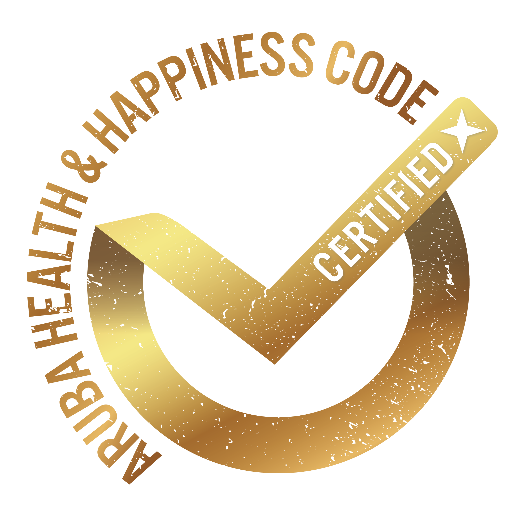 ARUBA HEALTH & HAPPINESS CODE
CERTIFIED